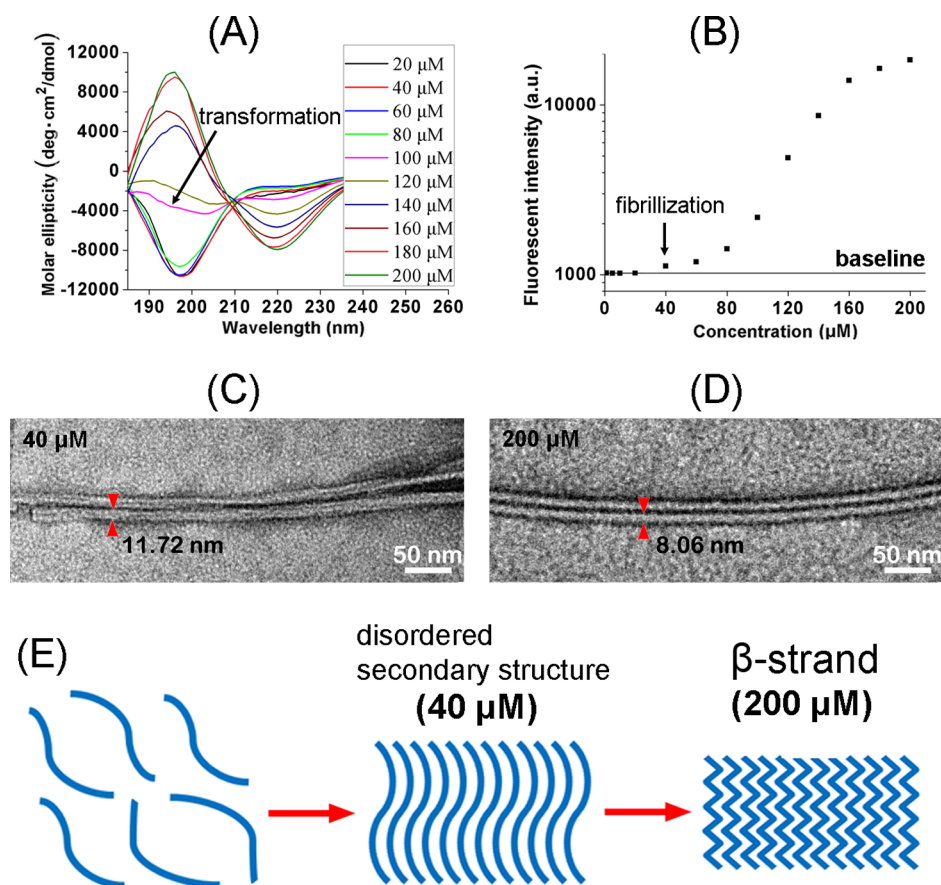 (A)
12000
8000
4000
0
-4000
-8000
-12000
Molar ellipticity (deg· cm²/dmol)
transformation
20 µM
40 µM
60 µM
80 µM
100 µM
120 µM
140 µM
160 µM
180 µM
200 µM
190 200 210 220 230 240 250 260
Wavelength (nm)
(B)
Fluorescent intensity (a.u.)
10000
1000
fibrillization
baseline
0 40 80 120 160 200
Concentration (µM)
(C)
40 µM
11.72 nm
50 nm
(D)
200 µM
8.06 nm
50 nm
(E)
disordered
secondary structure
(40 µM)
β-strand
(200 µM)